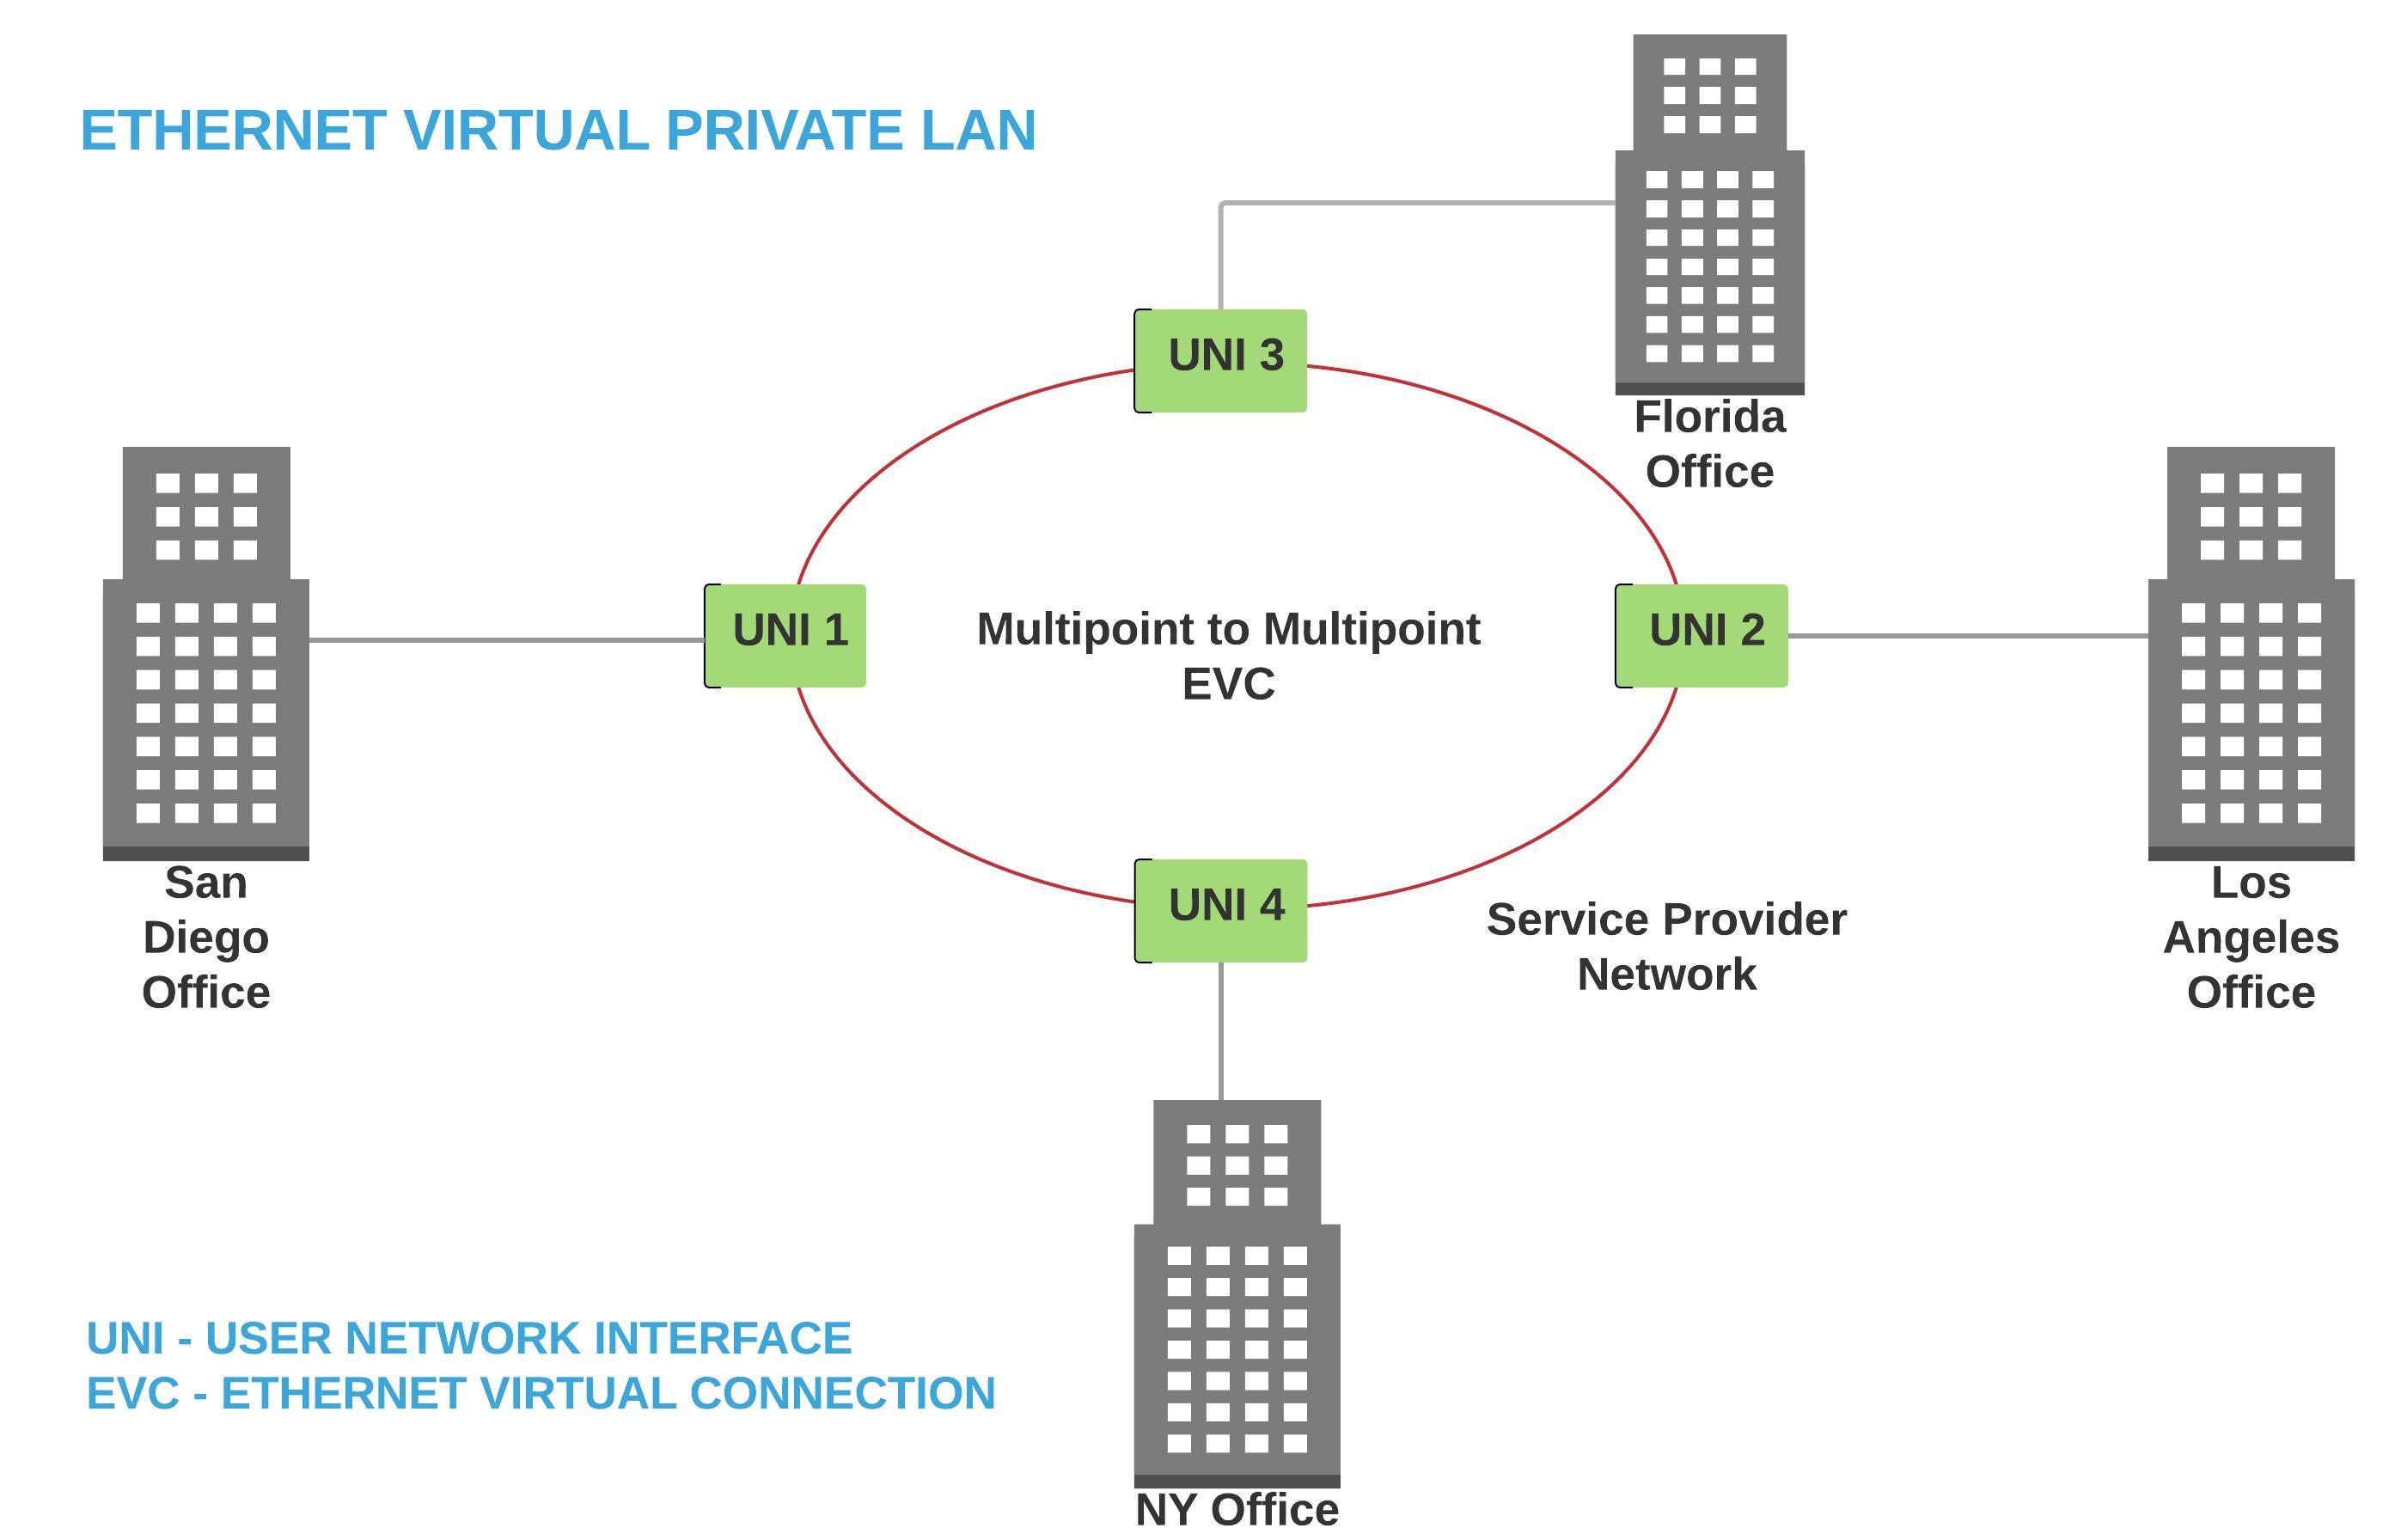 ETHERNET VIRTUAL PRIVATE LAN
UNI 3
Florida
Office
UNI 1
Multipoint to Multipoint
EVC
UNI 2
San
Diego
Office
UNI 4
Service Provider
Network
Los
Angeles
Office
UNI - USER NETWORK INTERFACE
EVC - ETHERNET VIRTUAL CONNECTION
NY Office